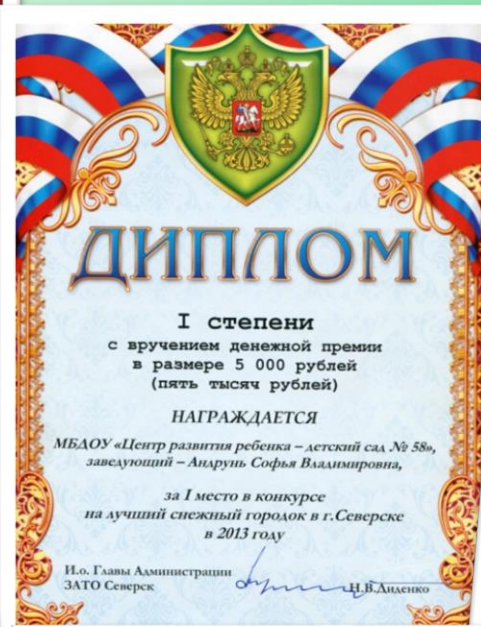 ДИПЛОМ
I степени
с вручением денежной премии
в размере 5 000 рублей
(пять тысяч рублей)
НАГРАЖДАЕТСЯ
МБДОУ «Центр развития ребенка – детский сад № 58»,
заведующий – Андрунь Софья Владимировна,
за I место в конкурсе
на лучший снежный городок в г.Северске
в 2013 году
И.о. Главы Администрации
ЗАТО Северск Н.В.Диденко